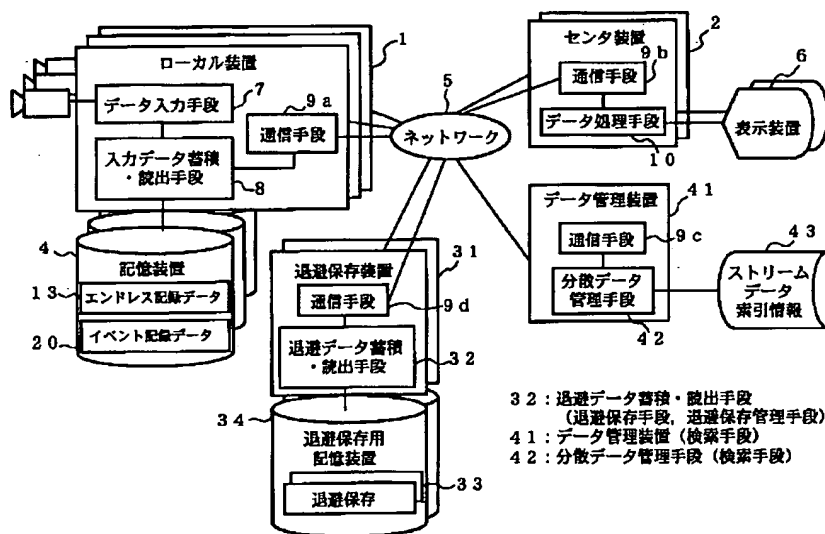 1
ローカル装置
7
データ入力手段
9a
通信手段
入力データ蓄積
・読出手段
8
4
記憶装置
13
エンドレス記録データ
20
イベント記録データ
5
ネットワーク
2
センタ装置
9b
通信手段
データ処理手段
10
6
表示装置
31
退避保存装置
通信手段
9d
退避データ蓄積
・読出手段
32
34
退避保存用
記憶装置
33
退避保存
41
データ管理装置
通信手段
9c
分散データ
管理手段
42
43
ストリーム
データ
索引情報
32:退避データ蓄積・読出手段
(退避保存手段,退避保存管理手段)
41:データ管理装置(検索手段)
42:分散データ管理手段(検索手段)